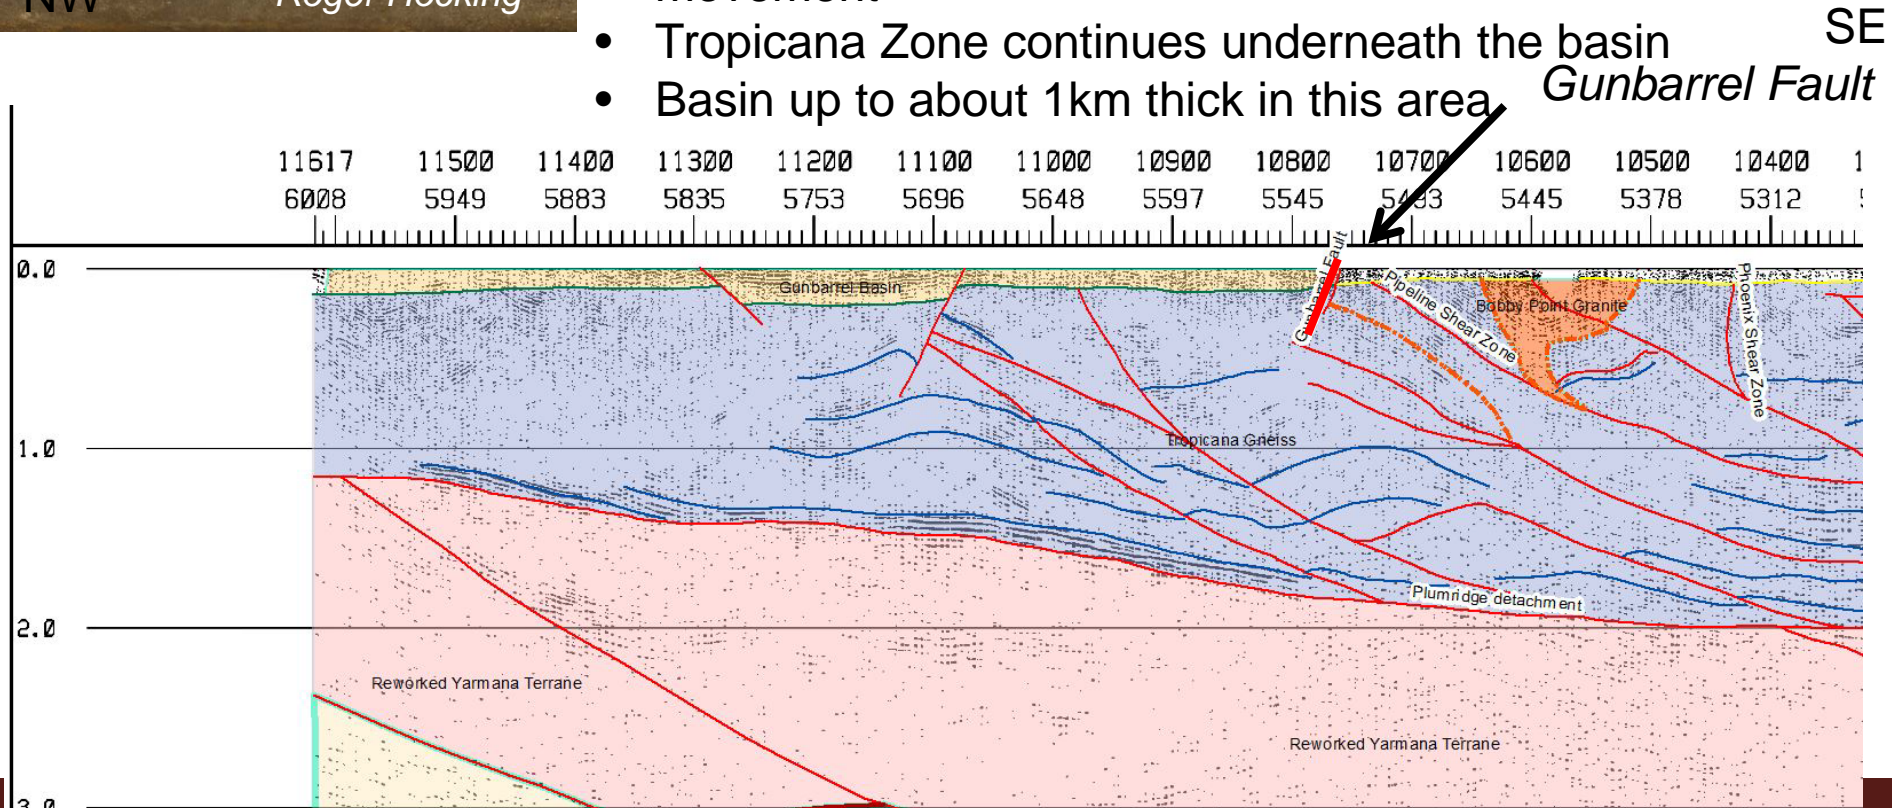 NW
Roger Hocking
movement
• Tropicana Zone continues underneath the basin
SE
• Basin up to about 1km thick in this area
Gunbarrel Fault
11617 11500 11400 11300 11200 11100 11000 10900 10800 10700 10600 10500 10400
6008 5949 5883 5835 5753 5696 5648 5597 5545 5493 5445 5378 5312
0.0
Gunbarrel Basin
Gunbarrel Fault
Pipeline Shear Zone
Bobby Point Granite
Phoenix Shear Zone
1.0
Tropicana Gneiss
Plumridge detachment
2.0
Reworked Yarmana Terrane
Reworked Yarmana Terrane
3.0